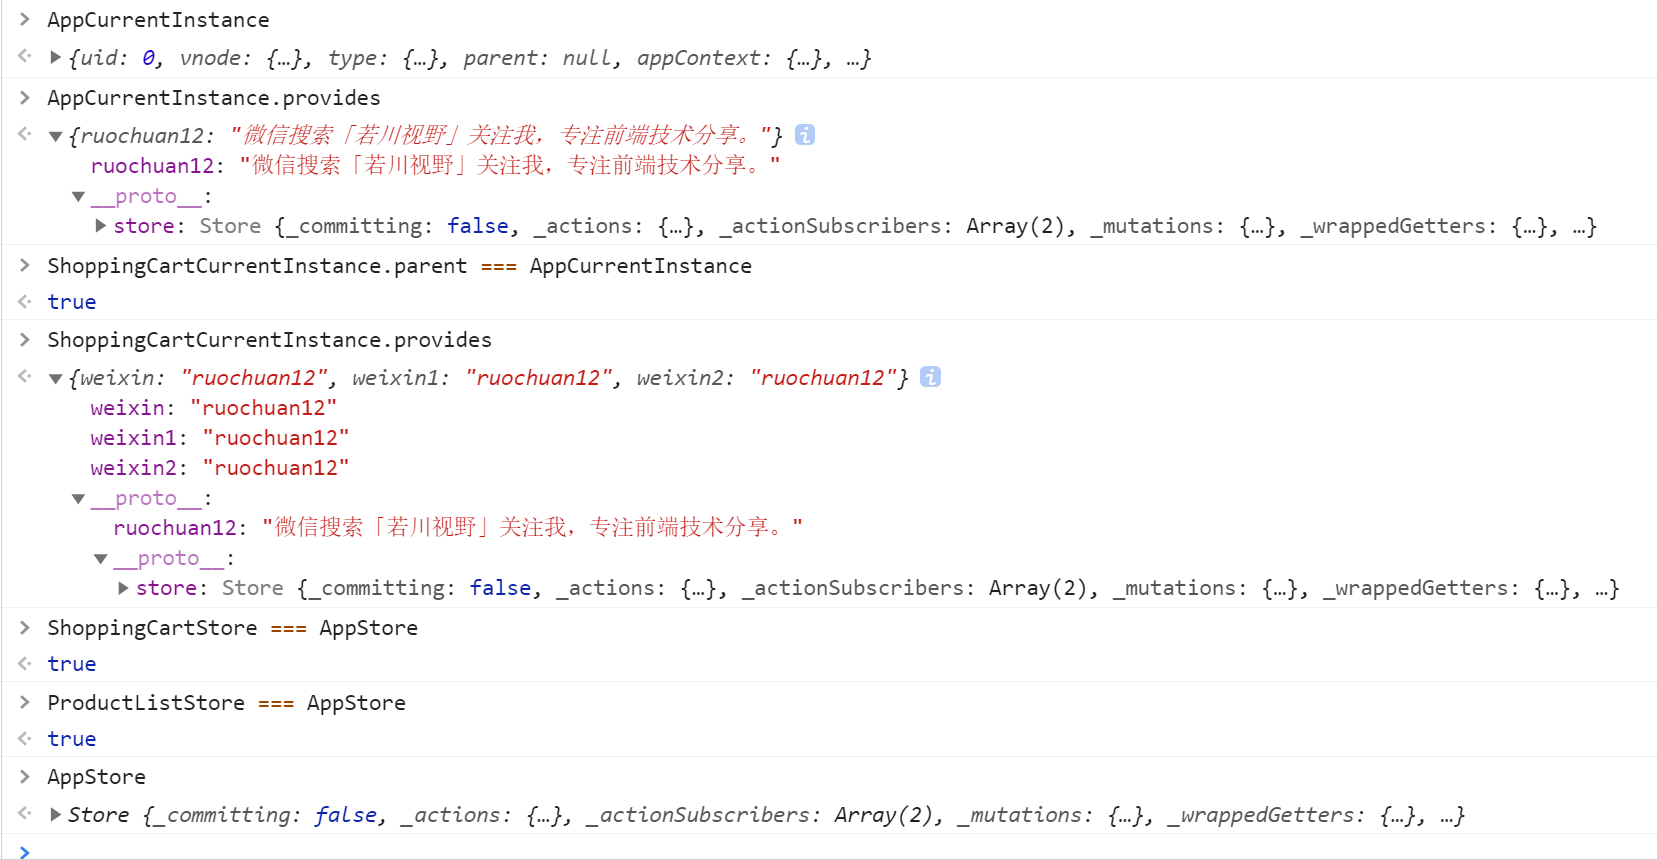 > AppCurrentInstance
<· ▶{uid: 0, vnode: {…}, type: {…}, parent: null, appContext: {…}, …}
> AppCurrentInstance.provides
<· ▼{ruochuan12: "微信搜索「若川视野」关注我，专注前端技术分享。"} i
ruochuan12: "微信搜索「若川视野」关注我，专注前端技术分享。"
▼__proto__:
▶store: Store {_committing: false, _actions: {…}, _actionSubscribers: Array(2), _mutations: {…}, _wrappedGetters: {…}, …}
> ShoppingCartCurrentInstance.parent === AppCurrentInstance
<· true
> ShoppingCartCurrentInstance.provides
<· ▼{weixin: "ruochuan12", weixin1: "ruochuan12", weixin2: "ruochuan12"} i
weixin: "ruochuan12"
weixin1: "ruochuan12"
weixin2: "ruochuan12"
▼__proto__:
ruochuan12: "微信搜索「若川视野」关注我，专注前端技术分享。"
▼__proto__:
▶store: Store {_committing: false, _actions: {…}, _actionSubscribers: Array(2), _mutations: {…}, _wrappedGetters: {…}, …}
> ShoppingCartStore === AppStore
<· true
> ProductListStore === AppStore
<· true
> AppStore
<· ▶Store {_committing: false, _actions: {…}, _actionSubscribers: Array(2), _mutations: {…}, _wrappedGetters: {…}, …}
>